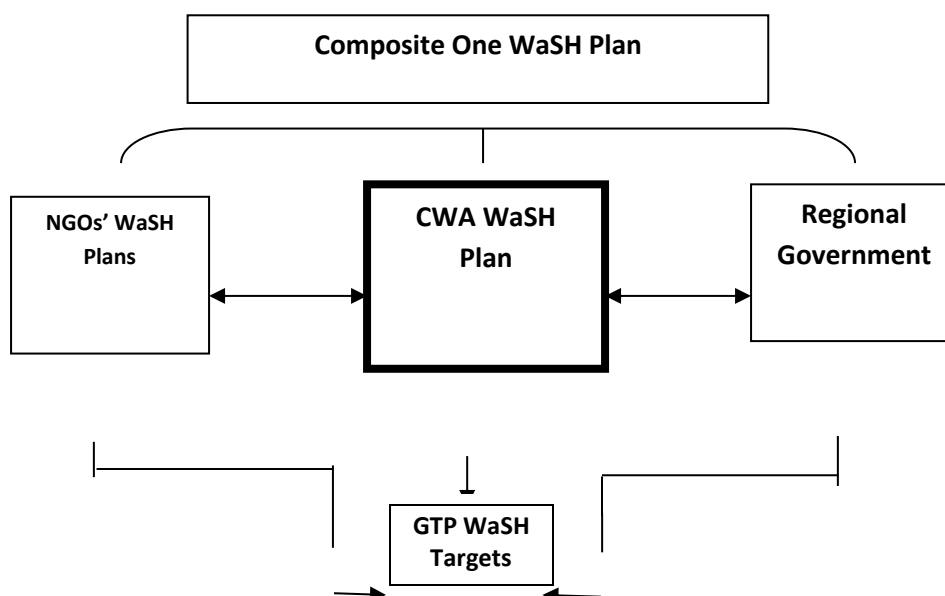 Composite One WaSH Plan
NGOs’ WaSH
Plans
CWA WaSH
Plan
Regional
Government
GTP WaSH
Targets